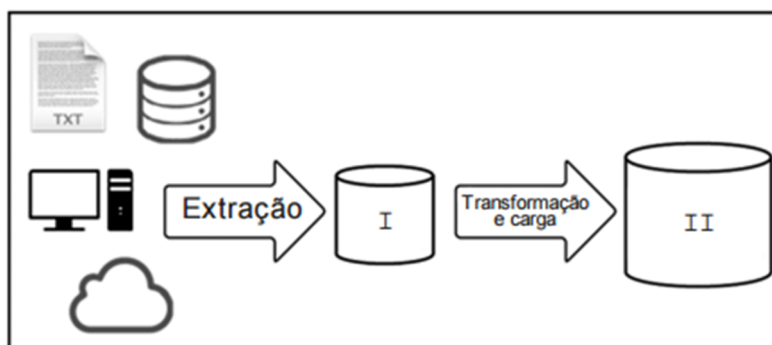 TXT
Extração
I
Transformação
e carga
II